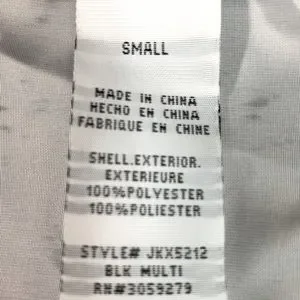 SMALL
MADE IN CHINA
HECHO EN CHINA
FABRIQUE EN CHINE
SHELL.EXTERIOR.
EXTERIEURE
100%POLYESTER
100%POLIESTER
STYLE# JKX5212
BLK MULTI
RN#3059279